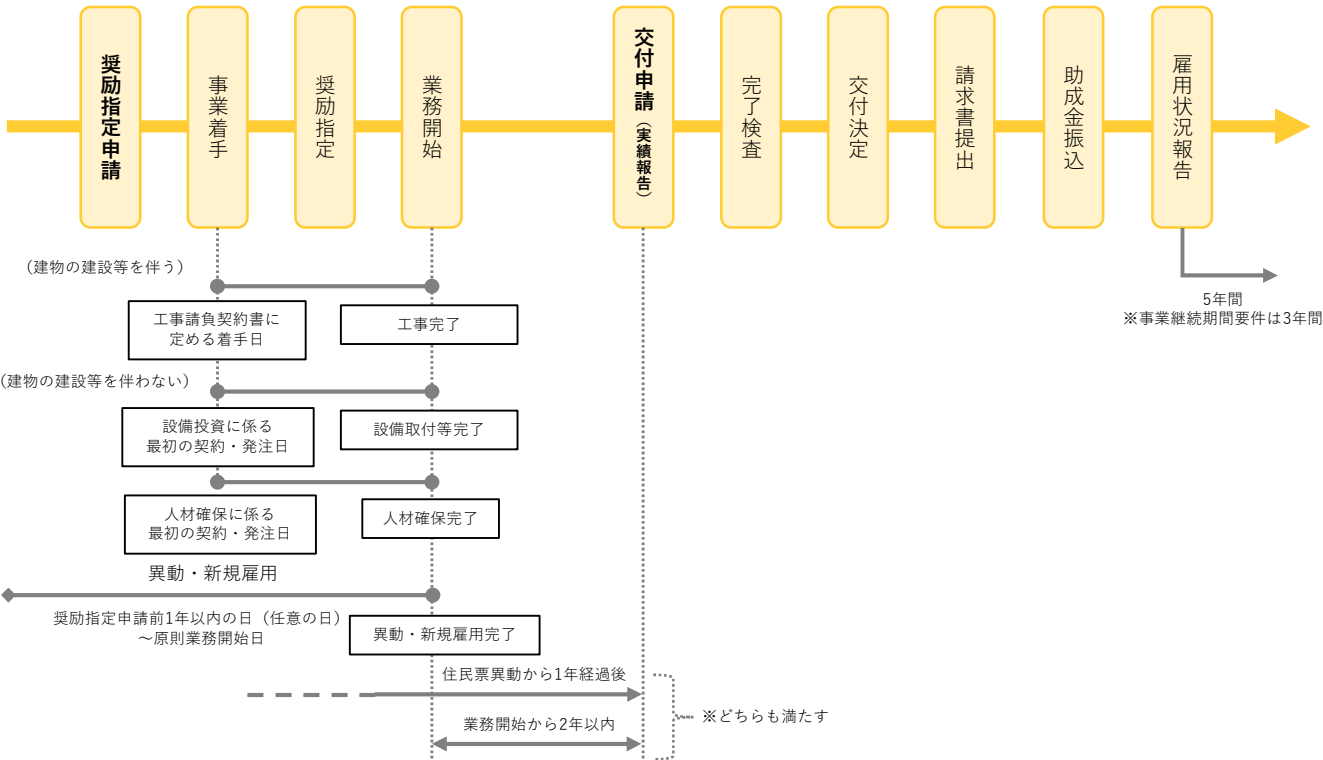 奨励指定申請
事業着手
奨励指定
業務開始
交付申請（実績報告）
完了検査
交付決定
請求書提出
助成金振込
雇用状況報告
(建物の建設等を伴う)
工事請負契約書に
定める着手日
工事完了
5年間
※事業継続期間要件は3年間
(建物の建設等を伴わない)
設備投資に係る
最初の契約・発注日
設備取付等完了
人材確保に係る
最初の契約・発注日
人材確保完了
異動・新規雇用
奨励指定申請前1年以内の日（任意の日）
～原則業務開始日
異動・新規雇用完了
住民票異動から1年経過後
業務開始から2年以内
※どちらも満たす